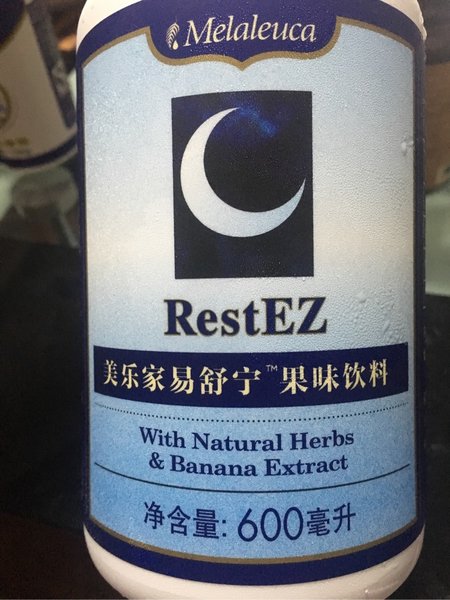 Melaleuca
RestEZ
美乐家易舒宁™果味饮料
With Natural Herbs
& Banana Extract
净含量: 600毫升